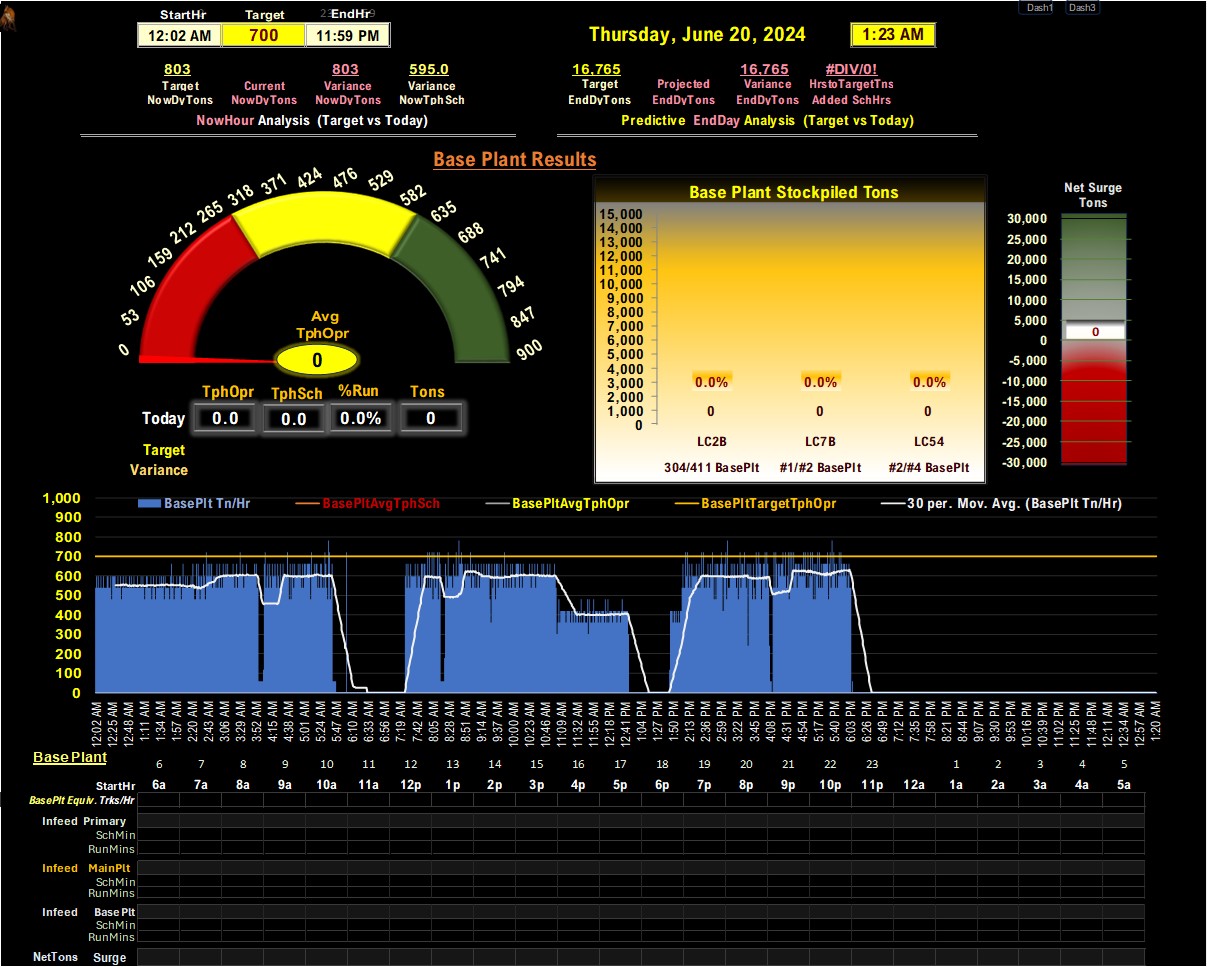 Dash1 Dash3
StartHr Target EndHr
12:02 AM 700 11:59 PM
Thursday, June 20, 2024 1:23 AM
803 803 595.0
Target Current Variance Variance
NowDyTons NowDyTons NowDyTons NowTphSch
NowHour Analysis (Target vs Today)
16,765 16,765 #DIV/0!
Target Projected Variance HrstoTargetTns
EndDyTons EndDyTons EndDyTons Added SchHrs
Predictive EndDay Analysis (Target vs Today)
Base Plant Results
0 53 106 159 212 265 318 371 424 476 529 582 635 688 741 794 847 900
Avg
TphOpr
0
TphOpr TphSch %Run Tons
Today 0.0 0.0 0.0% 0
Target
Variance
Base Plant Stockpiled Tons
15,000
14,000
13,000
12,000
11,000
10,000
9,000
8,000
7,000
6,000
5,000
4,000
3,000
2,000
1,000
0
0.0% 0.0% 0.0%
0 0 0
LC2B LC7B LC54
304/411 BasePlt #1/#2 BasePlt #2/#4 BasePlt
Net Surge
Tons
30,000
25,000
20,000
15,000
10,000
5,000
0
-5,000
-10,000
-15,000
-20,000
-25,000
-30,000
0
BasePlt Tn/Hr BasePltAvgTphSch BasePltAvgTphOpr BasePltTargetTphOpr 30 per. Mov. Avg. (BasePlt Tn/Hr)
1,000
900
800
700
600
500
400
300
200
100
0
12:02 AM 12:25 AM 12:48 AM 1:11 AM 1:34 AM 1:57 AM 2:20 AM 2:43 AM 3:06 AM 3:29 AM 3:52 AM 4:15 AM 4:38 AM 5:01 AM 5:24 AM 5:47 AM 6:10 AM 6:33 AM 6:56 AM 7:19 AM 7:42 AM 8:05 AM 8:28 AM 8:51 AM 9:14 AM 9:37 AM 10:00 AM 10:23 AM 10:46 AM 11:09 AM 11:32 AM 11:55 AM 12:18 PM 12:41 PM 1:04 PM 1:27 PM 1:50 PM 2:13 PM 2:36 PM 2:59 PM 3:22 PM 3:45 PM 4:08 PM 4:31 PM 4:54 PM 5:17 PM 5:40 PM 6:03 PM 6:26 PM 6:49 PM 7:12 PM 7:35 PM 7:58 PM 8:21 PM 8:44 PM 9:07 PM 9:30 PM 9:53 PM 10:16 PM 10:39 PM 11:02 PM 11:25 PM 11:48 PM 12:11 AM 12:34 AM 12:57 AM 1:20 AM
Base Plant
6 7 8 9 10 11 12 13 14 15 16 17 18 19 20 21 22 23 1 2 3 4 5
StartHr 6a 7a 8a 9a 10a 11a 12p 1p 2p 3p 4p 5p 6p 7p 8p 9p 10p 11p 12a 1a 2a 3a 4a 5a
BasePlt Equiv. Trks/Hr
Infeed Primary
SchMin
RunMins
Infeed MainPlt
SchMin
RunMins
Infeed Base Plt
SchMin
RunMins
NetTons Surge